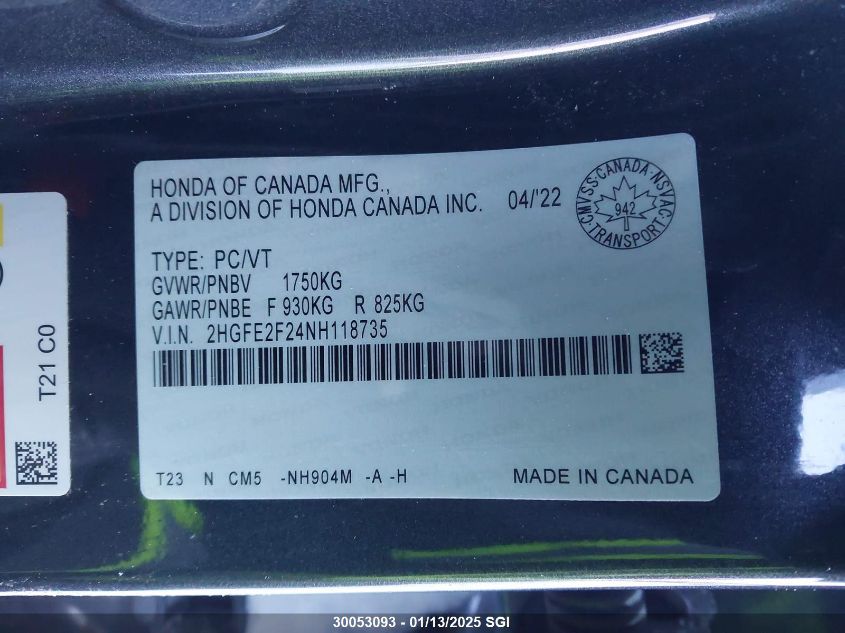 HONDA OF CANADA MFG.,
A DIVISION OF HONDA CANADA INC. 04/'22
CMVSS·CANADA·NSVAC
942
TRANSPORT
TYPE: PC/VT
GVWR/PNBV 1750KG
GAWR/PNBE F 930KG R 825KG
V.I.N. 2HGFE2F24NH118735
T23 N CM5 -NH904M -A -H MADE IN CANADA
T21 C0
30053093 - 01/13/2025 SGI